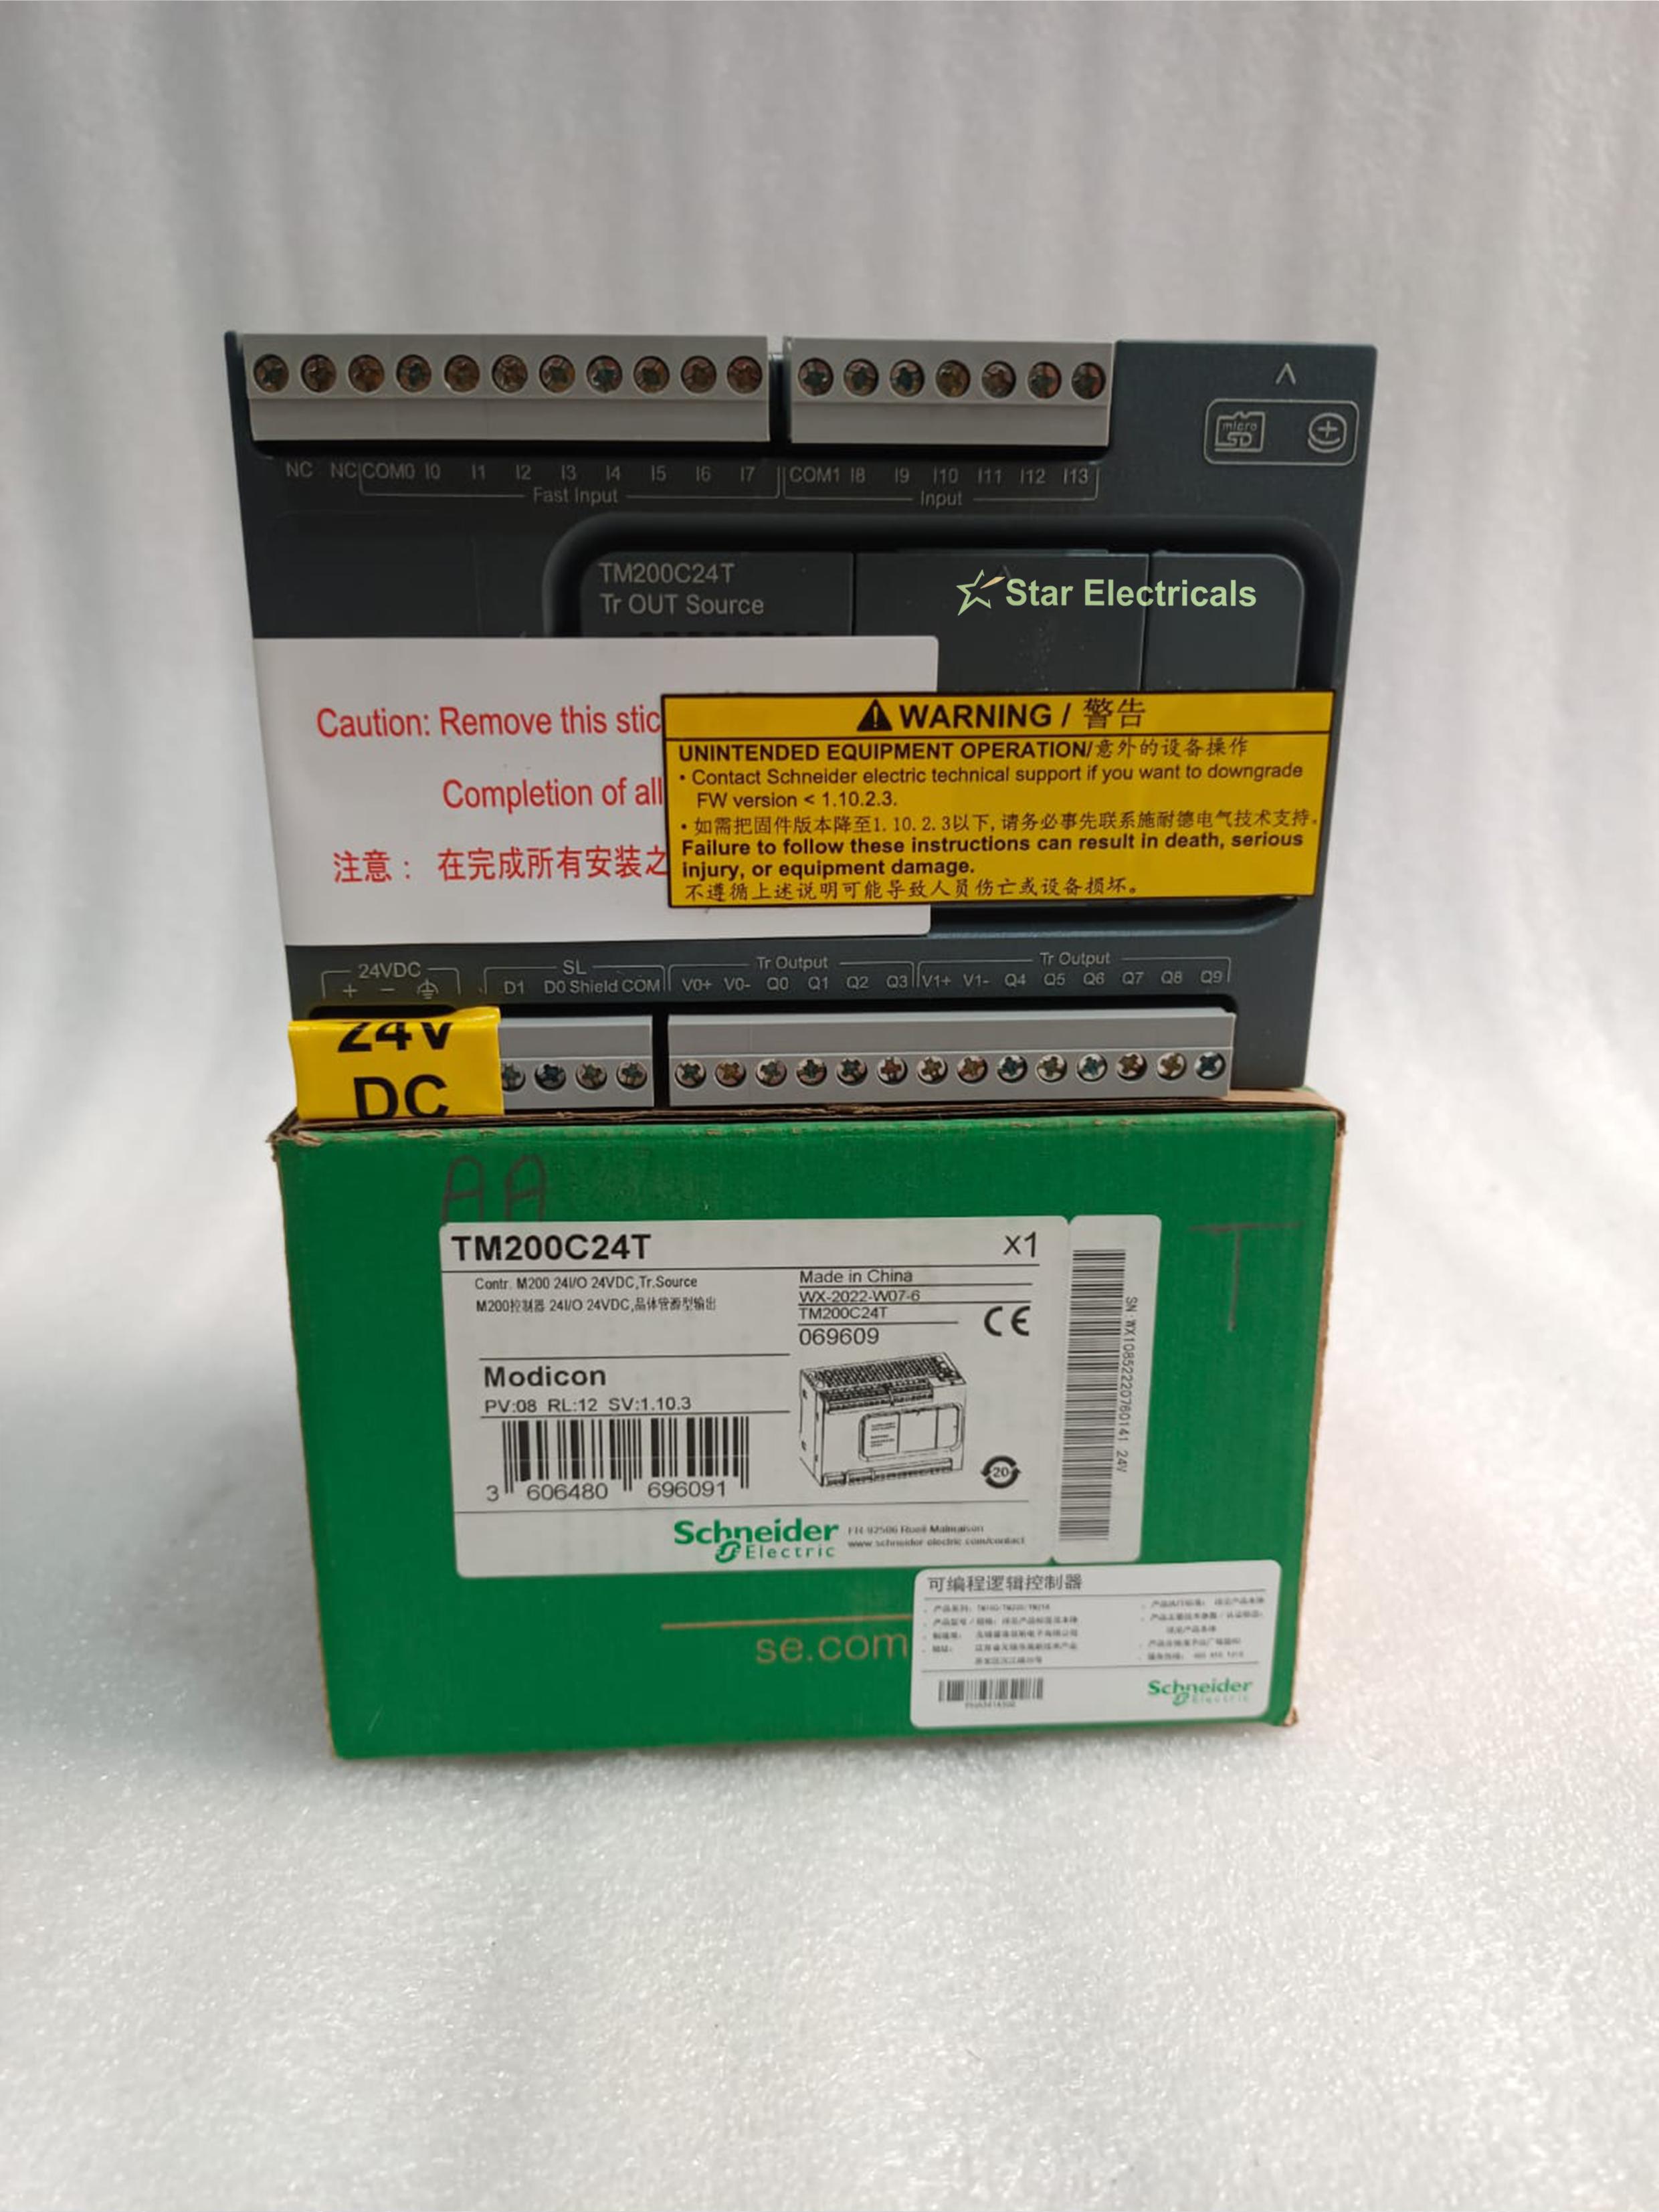 micro
SD
NC NC COM0 I0 I1 I2 I3 I4 I5 I6 I7 COM1 I8 I9 I10 I11 I12 I13
Fast Input Input
TM200C24T
Tr OUT Source
Star Electricals
Caution: Remove this stic
Completion of all
注意： 在完成所有安装之
WARNING / 警告
UNINTENDED EQUIPMENT OPERATION/意外的设备操作
• Contact Schneider electric technical support if you want to downgrade
FW version < 1.10.2.3.
• 如需把固件版本降至1.10.2.3以下,请务必事先联系施耐德电气技术支持。
Failure to follow these instructions can result in death, serious
injury, or equipment damage.
不遵循上述说明可能导致人员伤亡或设备损坏。
24VDC SL Tr Output Tr Output
+ − D1 D0 Shield COM V0+ V0- Q0 Q1 Q2 Q3 V1+ V1- Q4 Q5 Q6 Q7 Q8 Q9
24V
DC
AA
T
TM200C24T x1
Contr. M200 24I/O 24VDC,Tr.Source
M200控制器 24I/O 24VDC,晶体管源型输出
Made in China
WX-2022-W07-6
TM200C24T
069609
CE
Modicon
PV:08 RL:12 SV:1.10.3
3 606480 696091
20
Schneider
Electric
FR-92506 Rueil-Malmaison
www.schneider-electric.com/contact
SN:WX10852220760141 24V
se.com
可编程逻辑控制器
Schneider
Electric